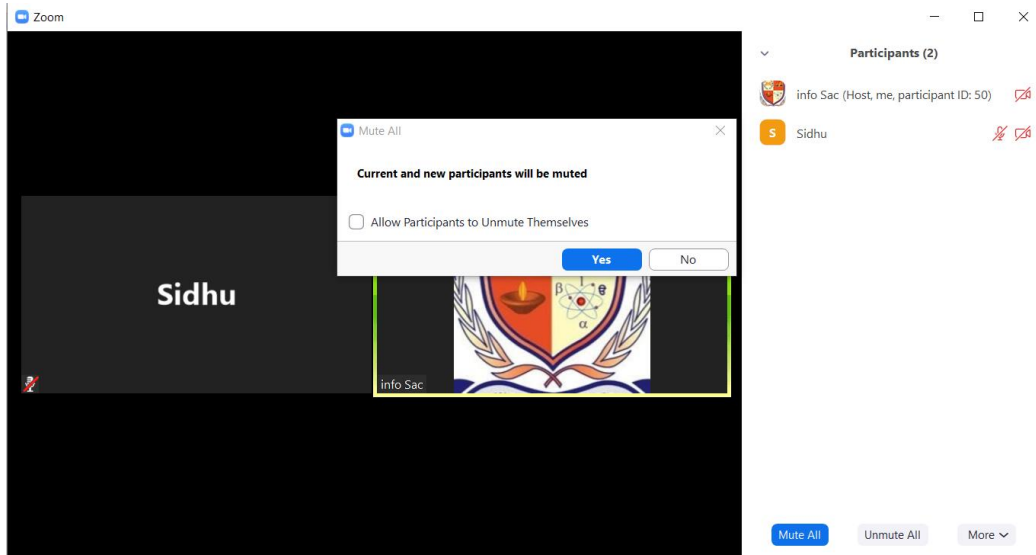 Zoom
Participants (2)
info Sac (Host, me, participant ID: 50)
S Sidhu
Mute All
Current and new participants will be muted
Allow Participants to Unmute Themselves
Yes No
Sidhu
β e
α
info Sac
Mute All Unmute All More